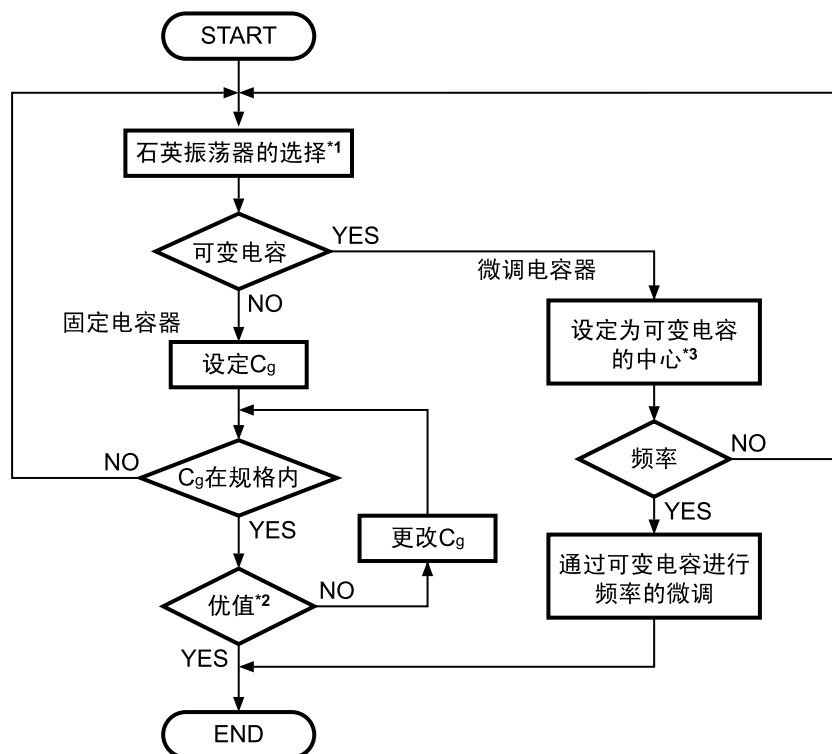 START
石英振荡器的选择*1
可变电容
YES
微调电容器
NO
固定电容器
设定为可变电容
的中心*3
设定Cg
频率
NO
NO
Cg在规格内
YES
YES
更改Cg
通过可变电容进行
频率的微调
优值*2
NO
YES
END